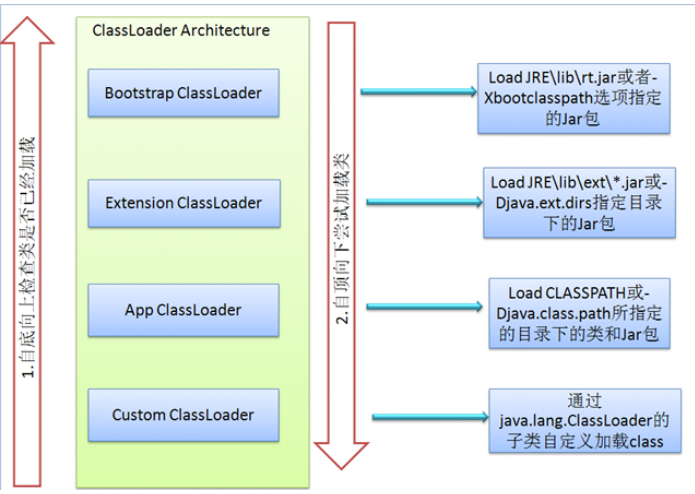 ClassLoader Architecture
Bootstrap ClassLoader
Extension ClassLoader
App ClassLoader
Custom ClassLoader
1.自底向上检查类是否已经加载
2.自顶向下尝试加载类
Load JRE\lib\rt.jar或者-
Xbootclasspath选项指定
的Jar包
Load JRE\lib\ext\*.jar或-
Djava.ext.dirs指定目录
下的Jar包
Load CLASSPATH或-
Djava.class.path所指定
的目录下的类和Jar包
通过
java.lang.ClassLoader的
子类自定义加载class